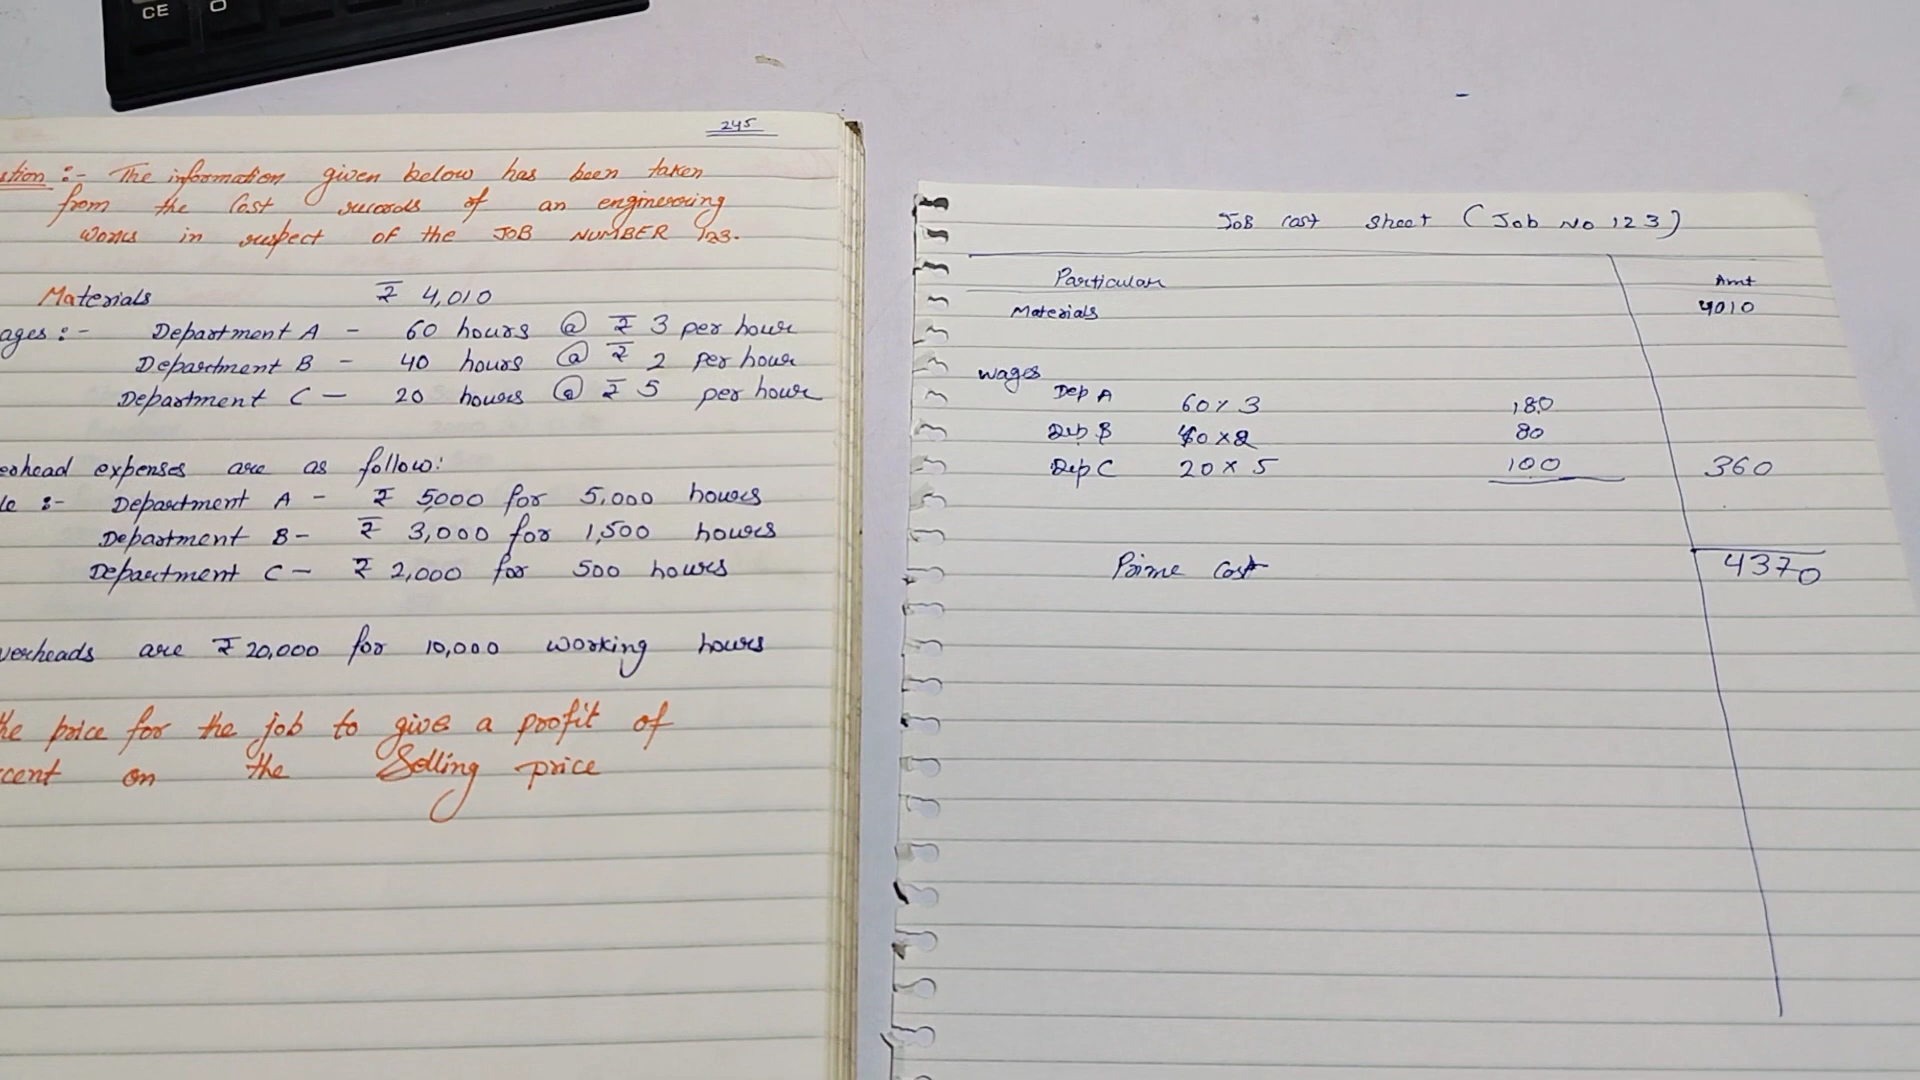 CE
245
stion :- The information given below has been taken
from the Cost records of an engineering
works in respect of the JOB NUMBER 123.
Materials ₹ 4,010
ages :- Department A - 60 hours @ ₹ 3 per hour
Department B - 40 hours @ ₹ 2 per hour
Department C - 20 hours @ ₹ 5 per hour
erhead expenses are as follow:
le :- Department A - ₹ 5,000 for 5,000 hours
Department B - ₹ 3,000 for 1,500 hours
Department C - ₹ 2,000 for 500 hours
verheads are ₹ 20,000 for 10,000 working hours
he price for the job to give a profit of
cent on the Selling price
JOB cost sheet (Job No 123)
Particular Amt
Materials 4010
wages
Dep A 60 x 3 180
Dep B 40 x 2 80
Dep C 20 x 5 100 360
Prime Cost 4370